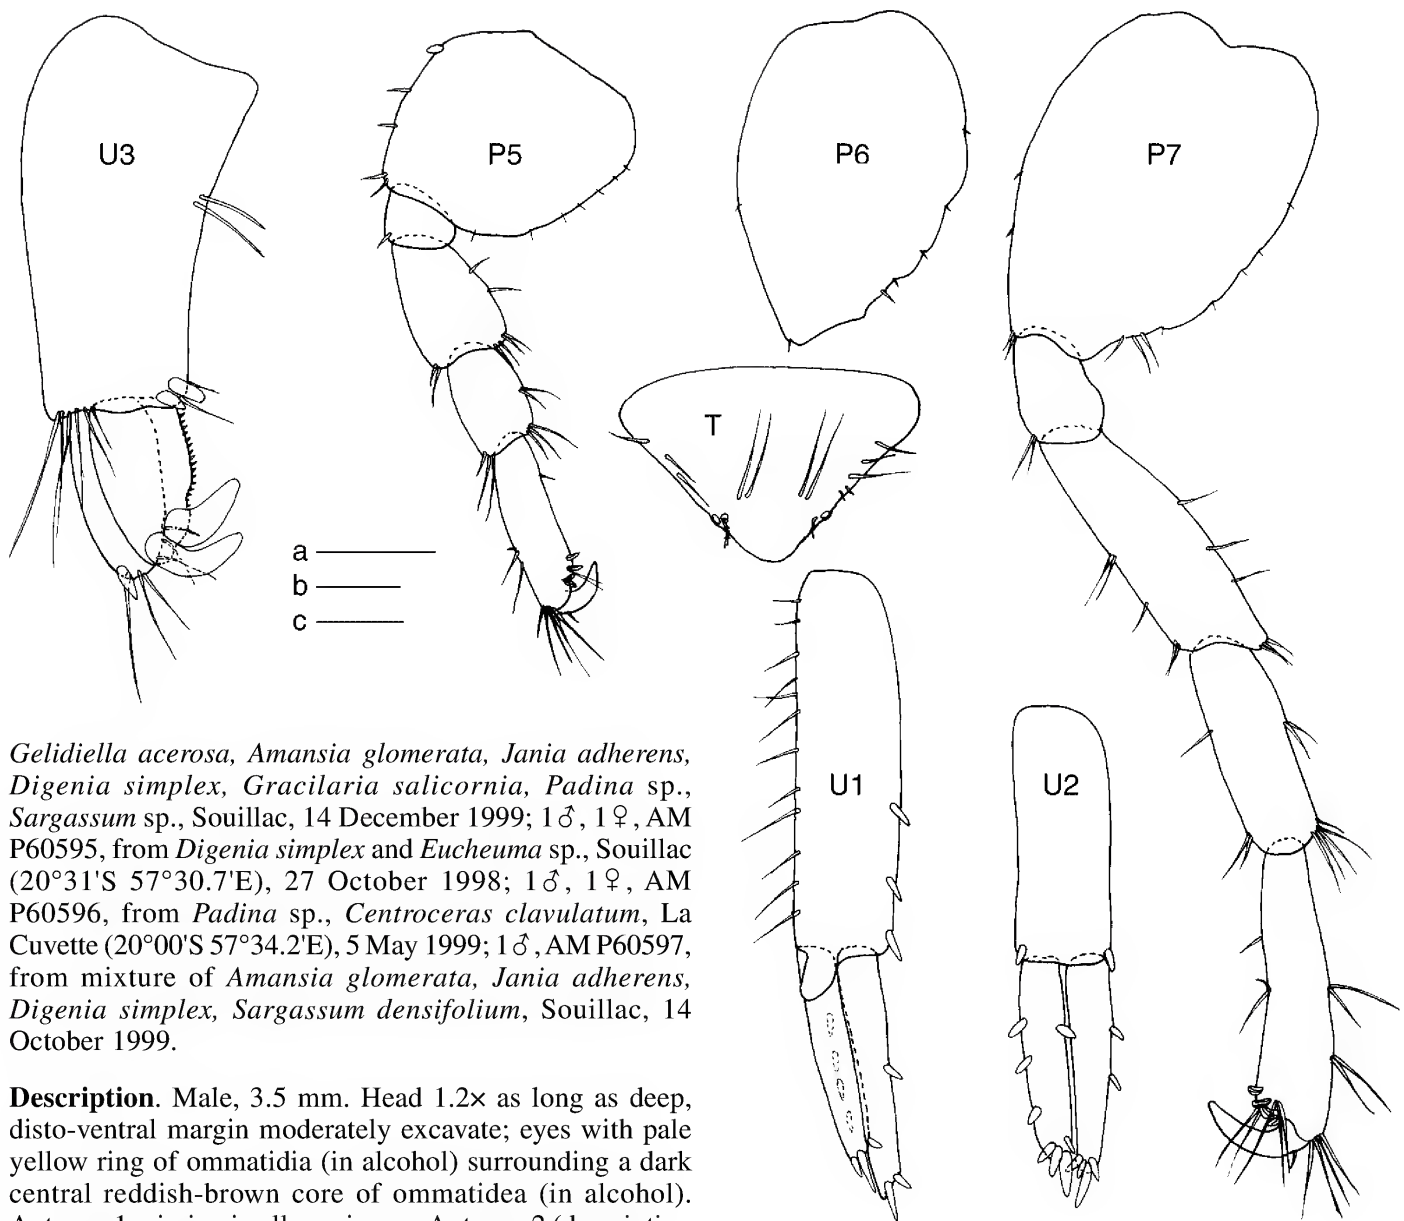 U3
P5
P6
P7
T
a
b
c
U1
U2
Gelidiella acerosa, Amansia glomerata, Jania adherens,
Digenia simplex, Gracilaria salicornia, Padina sp.,
Sargassum sp., Souillac, 14 December 1999; 1♂, 1♀, AM
P60595, from Digenia simplex and Eucheuma sp., Souillac
(20°31'S 57°30.7'E), 27 October 1998; 1♂, 1♀, AM
P60596, from Padina sp., Centroceras clavulatum, La
Cuvette (20°00'S 57°34.2'E), 5 May 1999; 1♂, AM P60597,
from mixture of Amansia glomerata, Jania adherens,
Digenia simplex, Sargassum densifolium, Souillac, 14
October 1999.
Description. Male, 3.5 mm. Head 1.2× as long as deep,
disto-ventral margin moderately excavate; eyes with pale
yellow ring of ommatidia (in alcohol) surrounding a dark
central reddish-brown core of ommatidea (in alcohol).